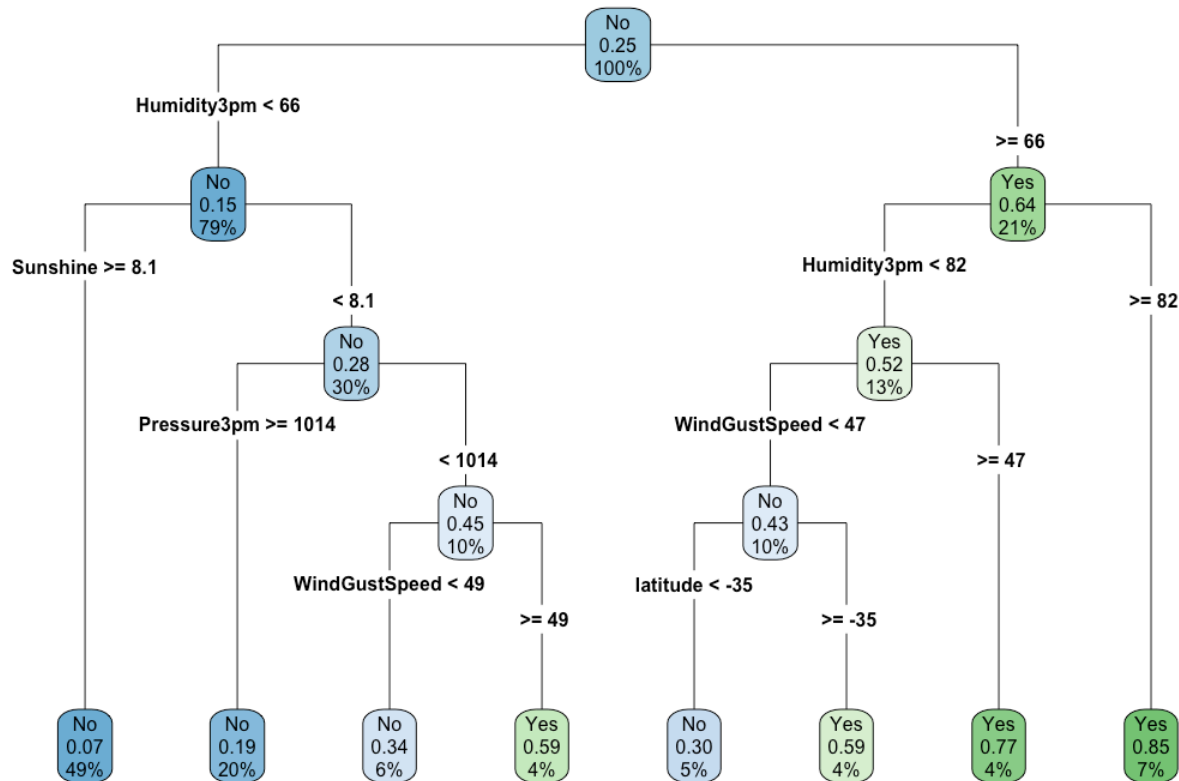 No
0.25
100%
Humidity3pm < 66
>= 66
No
0.15
79%
Yes
0.64
21%
Sunshine >= 8.1
< 8.1
Humidity3pm < 82
>= 82
No
0.28
30%
Yes
0.52
13%
Pressure3pm >= 1014
< 1014
WindGustSpeed < 47
>= 47
No
0.45
10%
No
0.43
10%
WindGustSpeed < 49
>= 49
latitude < -35
>= -35
No
0.07
49%
No
0.19
20%
No
0.34
6%
Yes
0.59
4%
No
0.30
5%
Yes
0.59
4%
Yes
0.77
4%
Yes
0.85
7%